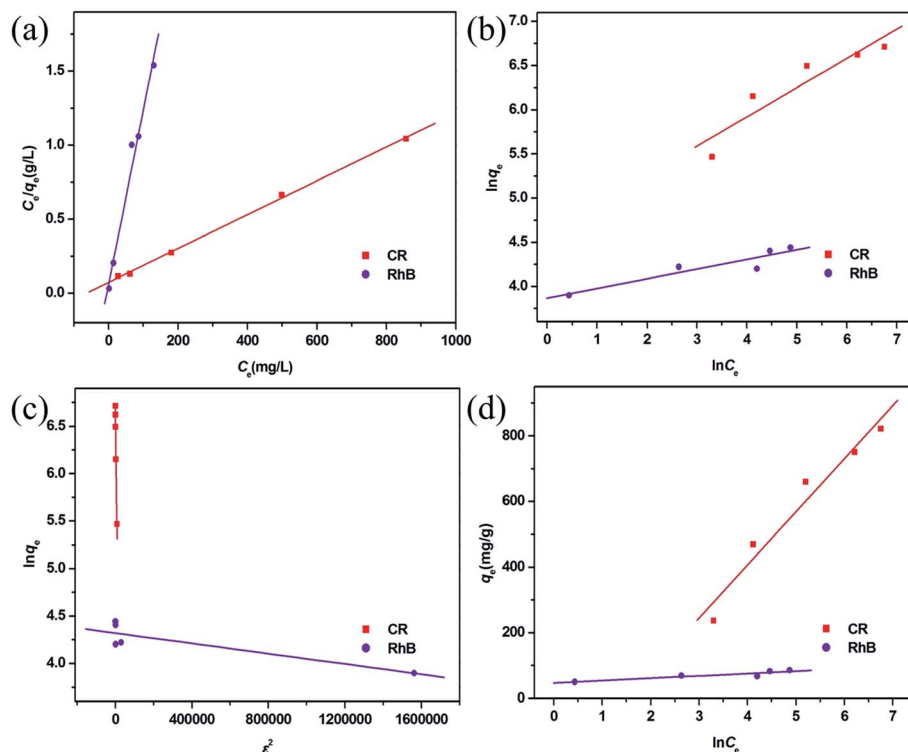 (a)
1.5
1.0
0.5
0.0
Cₑ/qₑ(g/L)
CR
RhB
0 200 400 600 800 1000
Cₑ(mg/L)
(b)
7.0
6.5
6.0
5.5
5.0
4.5
4.0
lnqₑ
CR
RhB
0 1 2 3 4 5 6 7
lnCₑ
(c)
6.5
6.0
5.5
5.0
4.5
4.0
lnqₑ
CR
RhB
0 400000 800000 1200000 1600000
ε²
(d)
800
600
400
200
0
qₑ(mg/g)
CR
RhB
0 1 2 3 4 5 6 7
lnCₑ